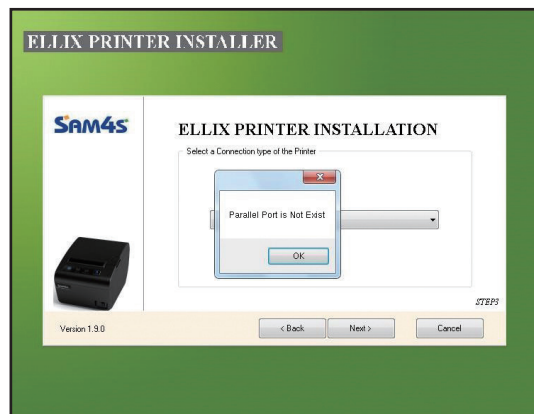 ELLIX PRINTER INSTALLER
SAM4S
ELLIX PRINTER INSTALLATION
Select a Connection type of the Printer
Parallel Port is Not Exist
OK
STEP3
Version 1.9.0
< Back
Next >
Cancel